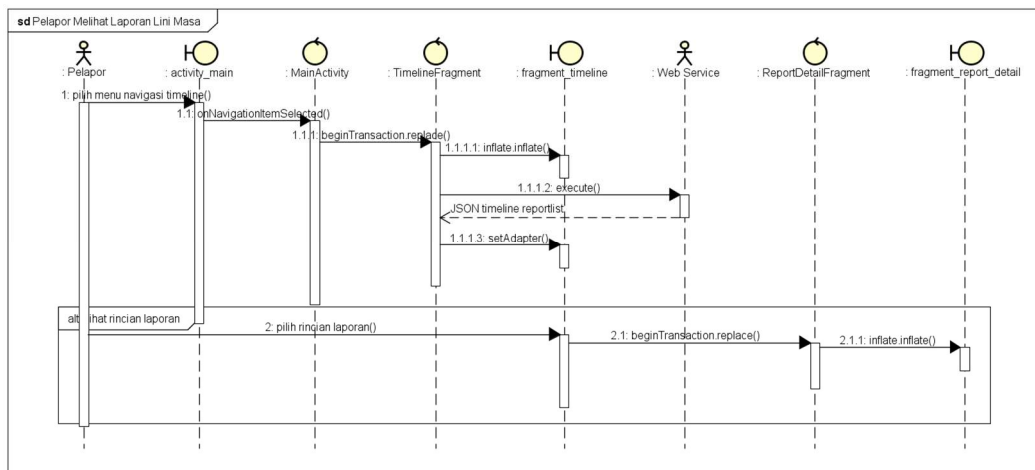 sd Pelapor Melihat Laporan Lini Masa
: Pelapor
: activity_main
: MainActivity
: TimelineFragment
: fragment_timeline
: Web Service
: ReportDetailFragment
: fragment_report_detail
1: pilih menu navigasi timeline()
1.1: onNavigationItemSelected()
1.1.1: beginTransaction.replade()
1.1.1.1: inflate.inflate()
1.1.1.2: execute()
JSON timeline reportlist
1.1.1.3: setAdapter()
alt lihat rincian laporan
2: pilih rincian laporan()
2.1: beginTransaction.replace()
2.1.1: inflate.inflate()